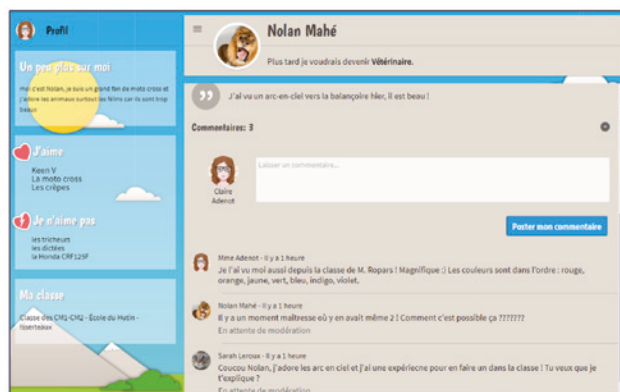 Profil
Un peu plus sur moi
moi c'est Nolan, je suis un grand fan de moto cross et
j'adore les animaux surtout les félins car ils sont trop
beaux
J'aime
Keen V
La moto cross
Les crêpes
Je n'aime pas
les tricheurs
les dictées
la Honda CRF125F
Ma classe
Classe des CM1-CM2 - École du Hutin -
Nolan Mahé
Plus tard je voudrais devenir Vétérinaire.
J'ai vu un arc-en-ciel vers la balançoire hier, il est beau !
Commentaires: 3
Laisser un commentaire...
Claire
Adenot
Poster mon commentaire
Mme Adenot - Il y a 1 heure
Je l'ai vu moi aussi depuis la classe de M. Ropars ! Magnifique :) Les couleurs sont dans l'ordre : rouge,
orange, jaune, vert, bleu, indigo, violet.
Nolan Mahé - Il y a 1 heure
Il y a un moment maîtresse où y en avait même 2 ! Comment c'est possible ça ???????
En attente de modération
Sarah Leroux - Il y a 1 heure
Coucou Nolan, j'adore les arc en ciel et j'ai une expériecne pour en faire un dans la classe ! Tu veux que je
t'explique ?
En attente de modération